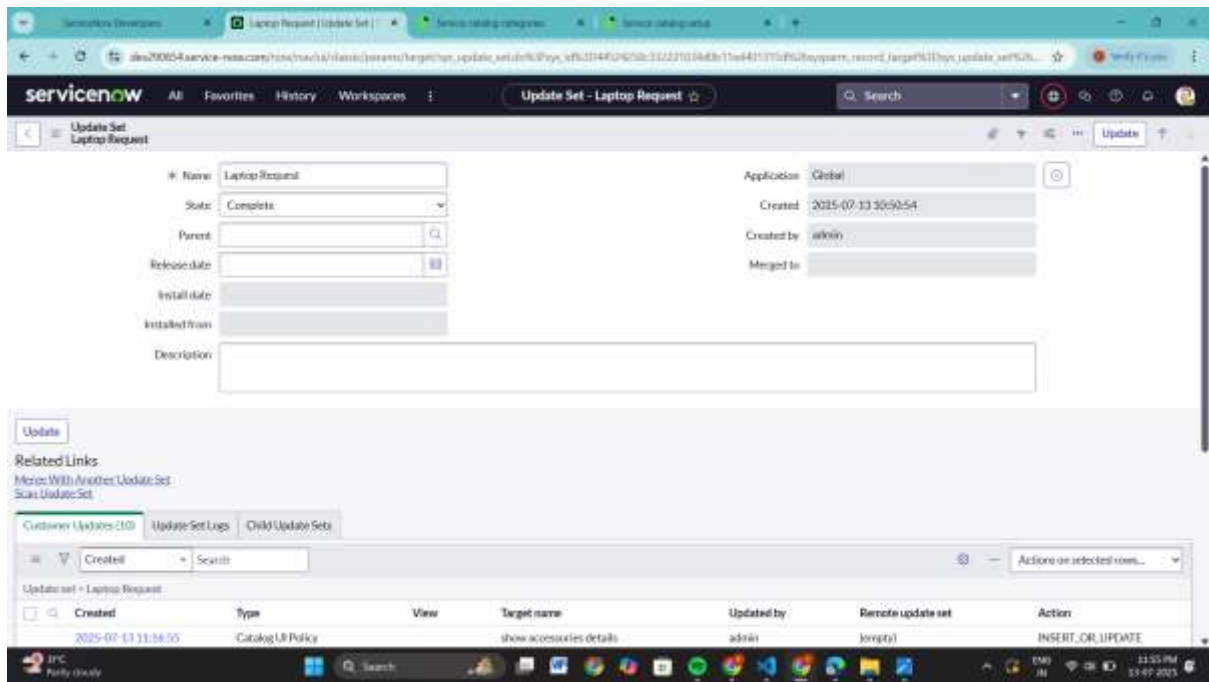 ServiceNow Developers
Laptop Request | Update Set |
Service catalog categories
Service catalog setup
servicenow
All
Favorites
History
Workspaces
Update Set - Laptop Request
Search
Update Set
Laptop Request
Update
* Name
Laptop Request
Application
Global
State
Complete
Created
2025-07-13 10:50:54
Parent
Created by
admin
Release date
Merged to
Install date
Installed from
Description
Update
Related Links
Merge With Another Update Set
Scan Update Set
Customer Updates (10)
Update Set Logs
Child Update Sets
Created
Search
Actions on selected rows...
Update set = Laptop Request
Created
Type
View
Target name
Updated by
Remote update set
Action
2025-07-13 11:16:55
Catalog UI Policy
show accessories details
admin
(empty)
INSERT_OR_UPDATE
31°C
Partly cloudy
Search
ENG
IN
11:55 PM
13-07-2025